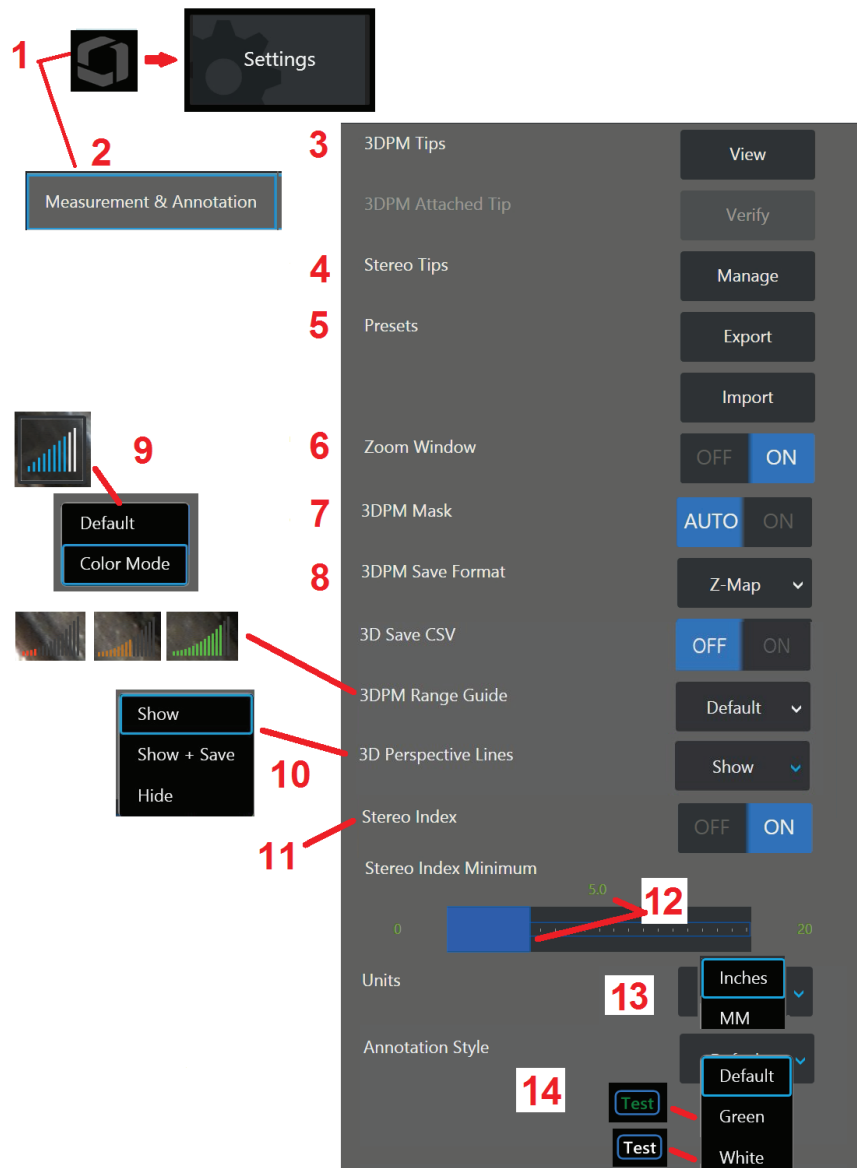 1
Settings
2
Measurement & Annotation
3
3DPM Tips
View
3DPM Attached Tip
Verify
4
Stereo Tips
Manage
5
Presets
Export
Import
9
Default
Color Mode
6
Zoom Window
OFF ON
7
3DPM Mask
AUTO ON
8
3DPM Save Format
Z-Map
3D Save CSV
OFF ON
3DPM Range Guide
Default
Show
Show + Save
Hide
10
3D Perspective Lines
Show
11
Stereo Index
OFF ON
Stereo Index Minimum
5.0
12
0
20
Units
13
Inches
MM
Annotation Style
14
Default
Test
Green
Test
White